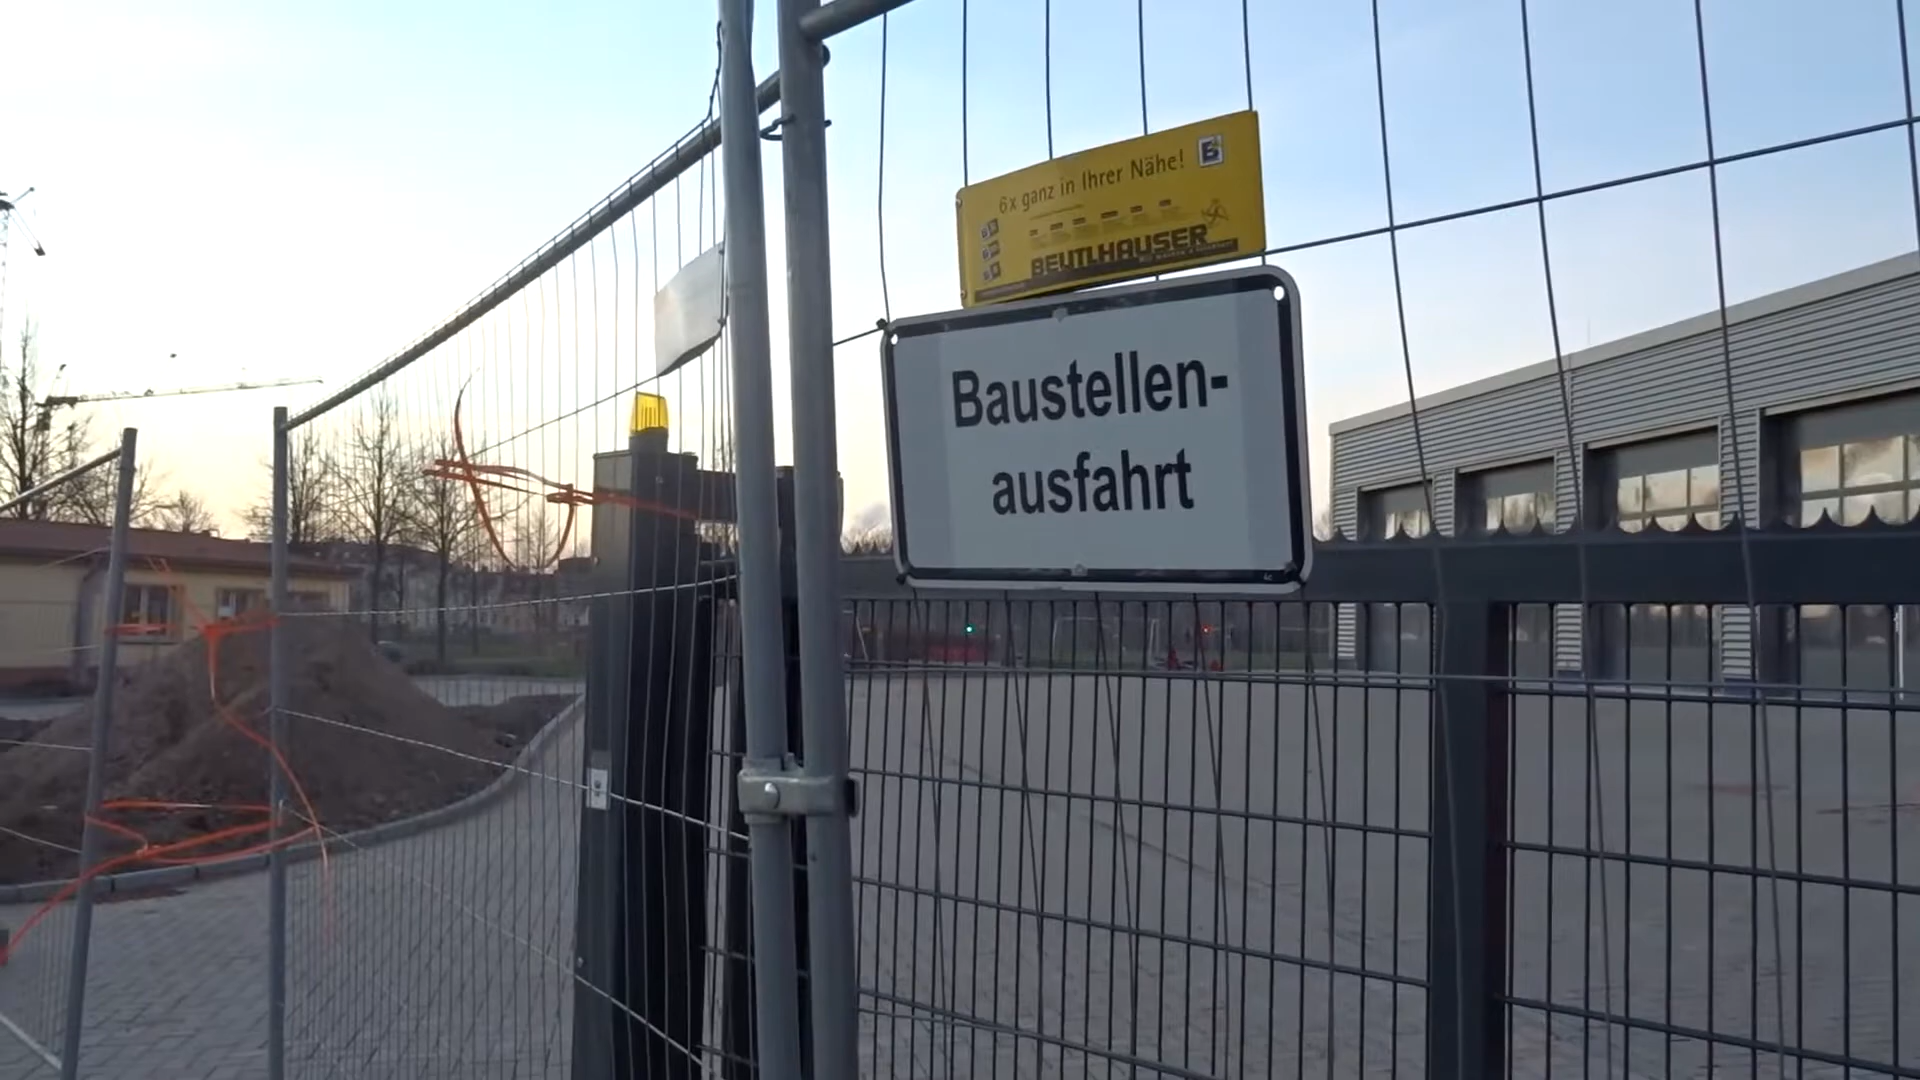 6x ganz in Ihrer Nähe!
BEUTLHAUSER
Baustellen-
ausfahrt